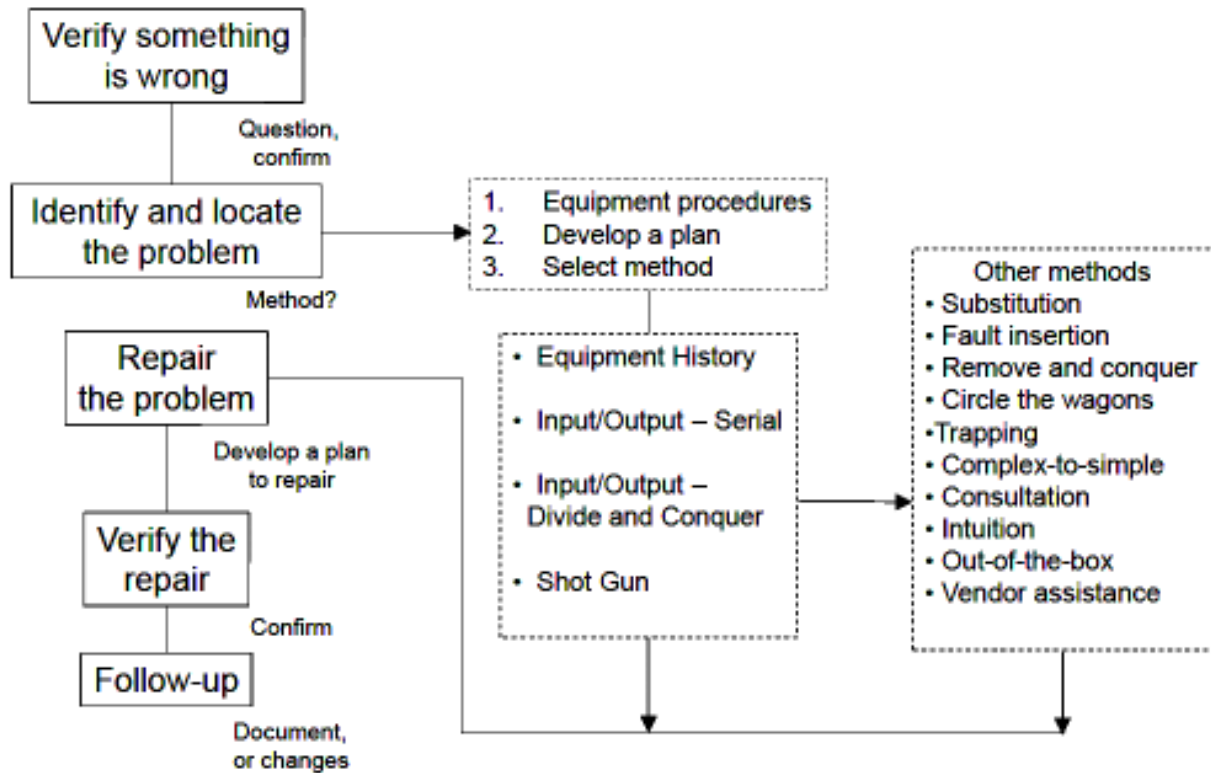 Verify something
is wrong
Question,
confirm
Identify and locate
the problem
Method?
1. Equipment procedures
2. Develop a plan
3. Select method
• Equipment History
• Input/Output – Serial
• Input/Output –
Divide and Conquer
• Shot Gun
Other methods
• Substitution
• Fault insertion
• Remove and conquer
• Circle the wagons
•Trapping
• Complex-to-simple
• Consultation
• Intuition
• Out-of-the-box
• Vendor assistance
Repair
the problem
Develop a plan
to repair
Verify the
repair
Confirm
Follow-up
Document,
or changes